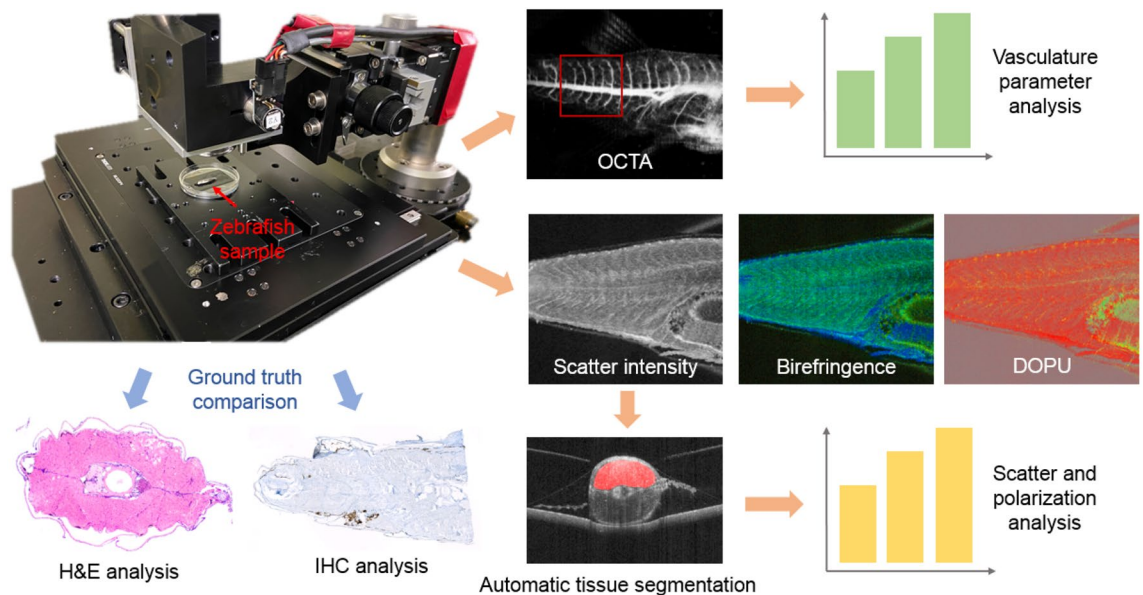 OCTA
Vasculature
parameter
analysis
Zebrafish
sample
Scatter intensity
Birefringence
DOPU
Ground truth
comparison
H&E analysis
IHC analysis
Automatic tissue segmentation
Scatter and
polarization
analysis